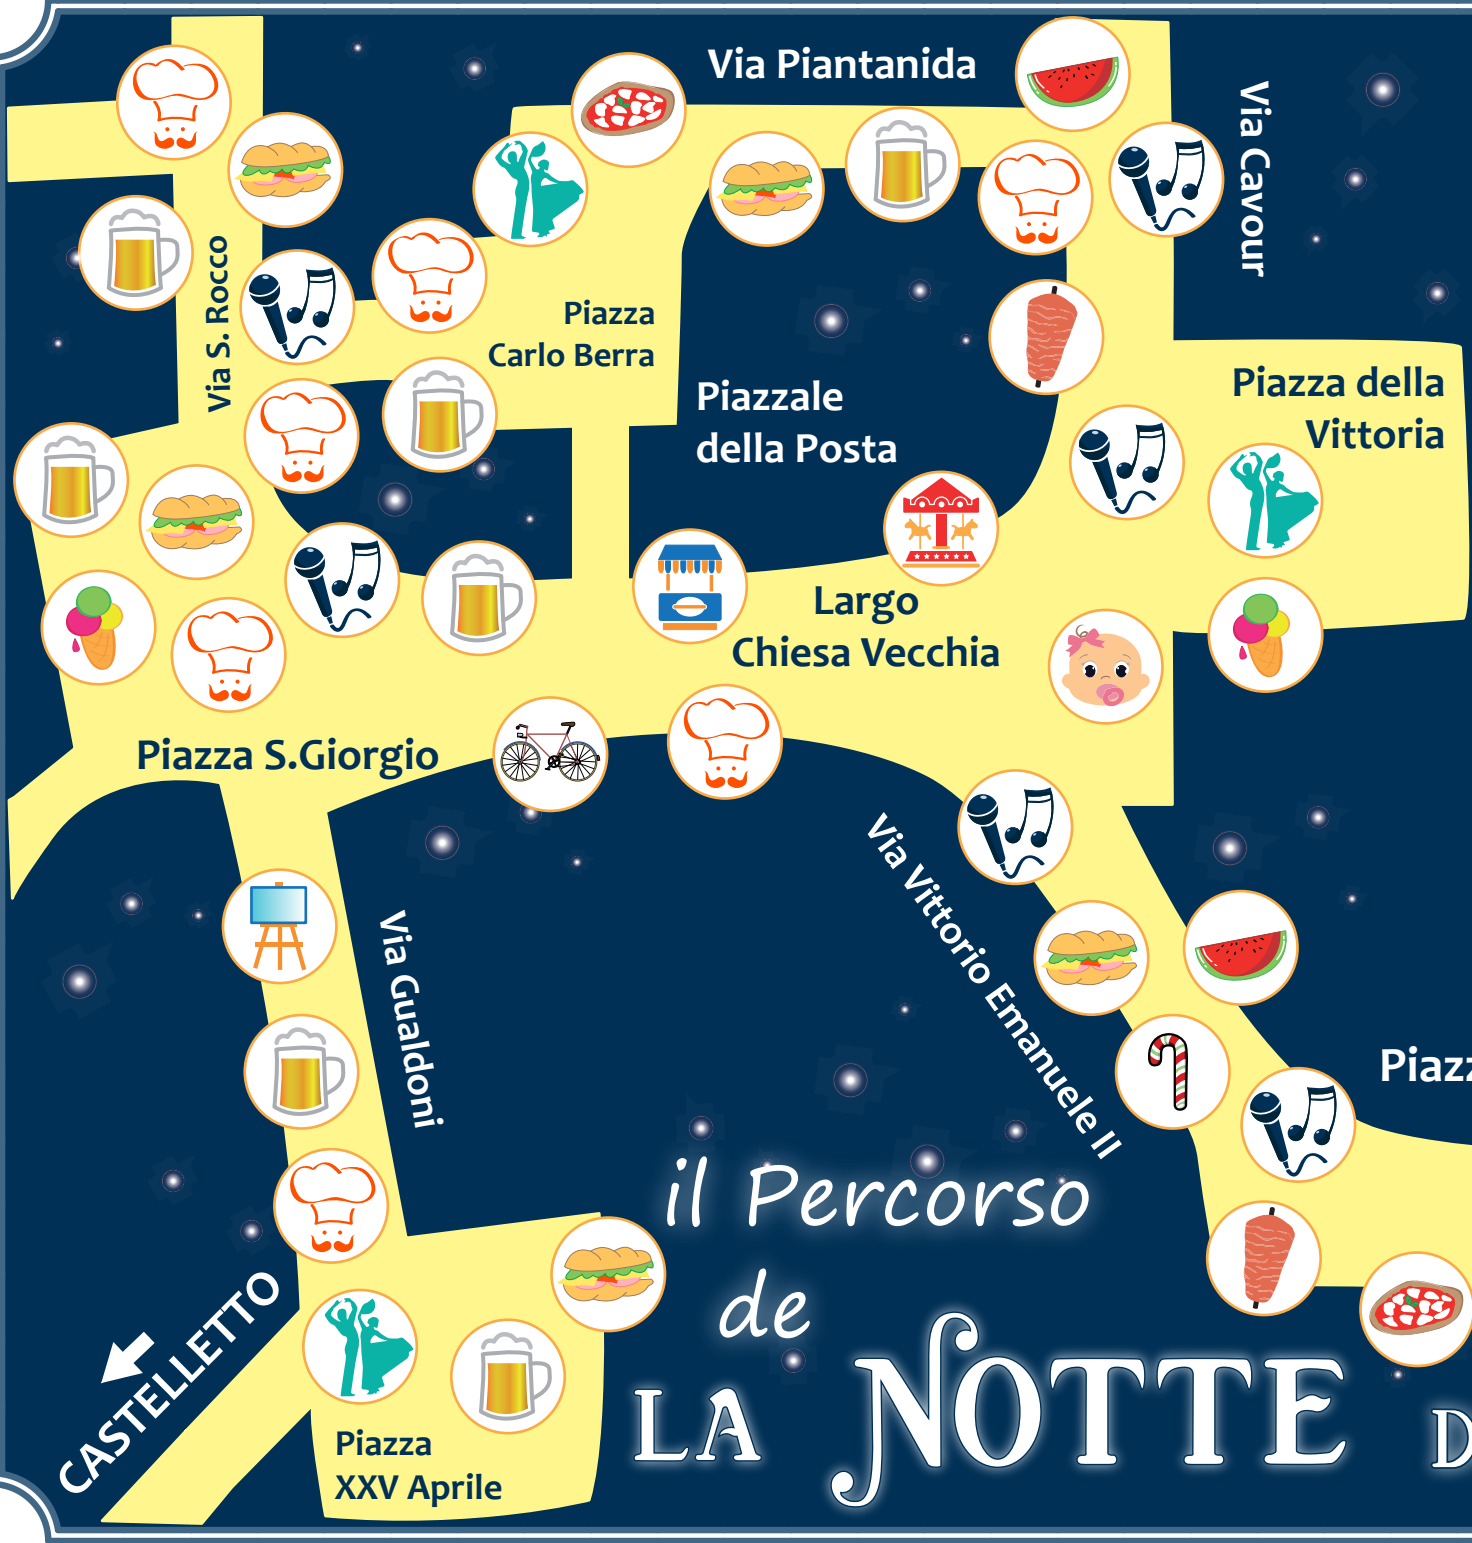 Via Piantanida
Via Cavour
Via S. Rocco
Piazza
Carlo Berra
Piazzale
della Posta
Piazza della
Vittoria
Largo
Chiesa Vecchia
Piazza S.Giorgio
Via Gualdoni
Via Vittorio Emanuele II
Piazz
il Percorso
de
LA NOTTE D
CASTELLETTO
Piazza
XXV Aprile